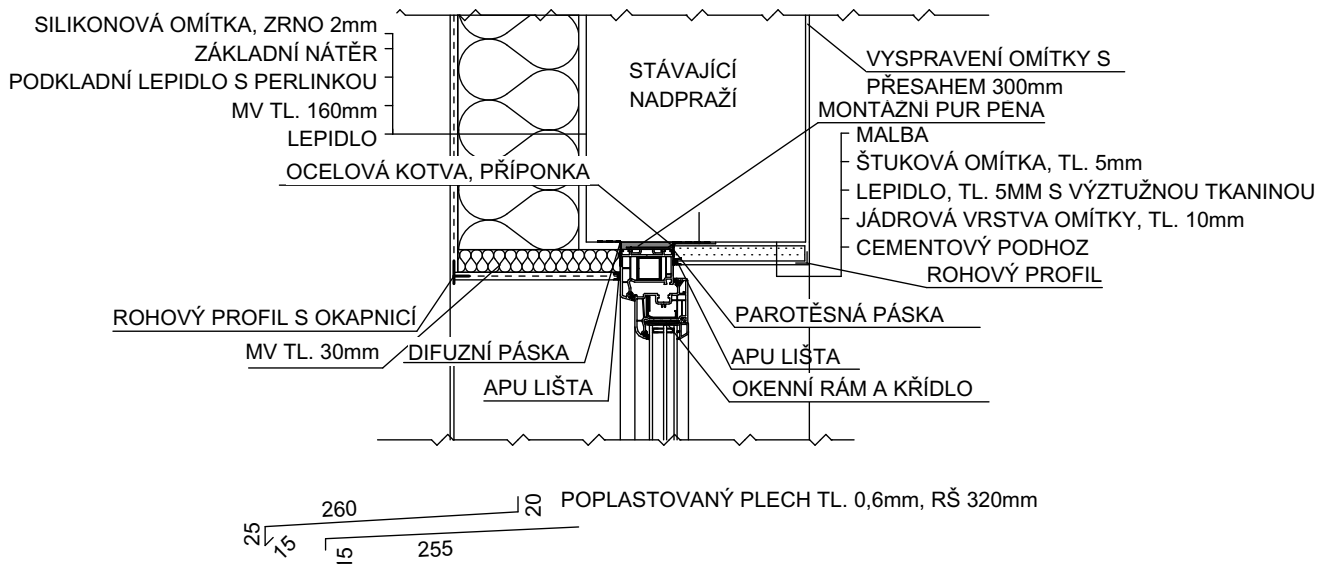 SILIKONOVÁ OMÍTKA, ZRNO 2mm
ZÁKLADNÍ NÁTĚR
PODKLADNÍ LEPIDLO S PERLINKOU
MV TL. 160mm
LEPIDLO
STÁVAJÍCÍ
NADPRAŽÍ
VYSPRAVENÍ OMÍTKY S
PŘESAHEM 300mm
MONTÁŽNÍ PUR PĚNA
MALBA
ŠTUKOVÁ OMÍTKA, TL. 5mm
LEPIDLO, TL. 5MM S VÝZTUŽNOU TKANINOU
JÁDROVÁ VRSTVA OMÍTKY, TL. 10mm
CEMENTOVÝ PODHOZ
ROHOVÝ PROFIL
OCELOVÁ KOTVA, PŘÍPONKA
ROHOVÝ PROFIL S OKAPNICÍ
MV TL. 30mm
DIFUZNÍ PÁSKA
APU LIŠTA
PAROTĚSNÁ PÁSKA
APU LIŠTA
OKENNÍ RÁM A KŘÍDLO
POPLASTOVANÝ PLECH TL. 0,6mm, RŠ 320mm
260
20
25
15
255